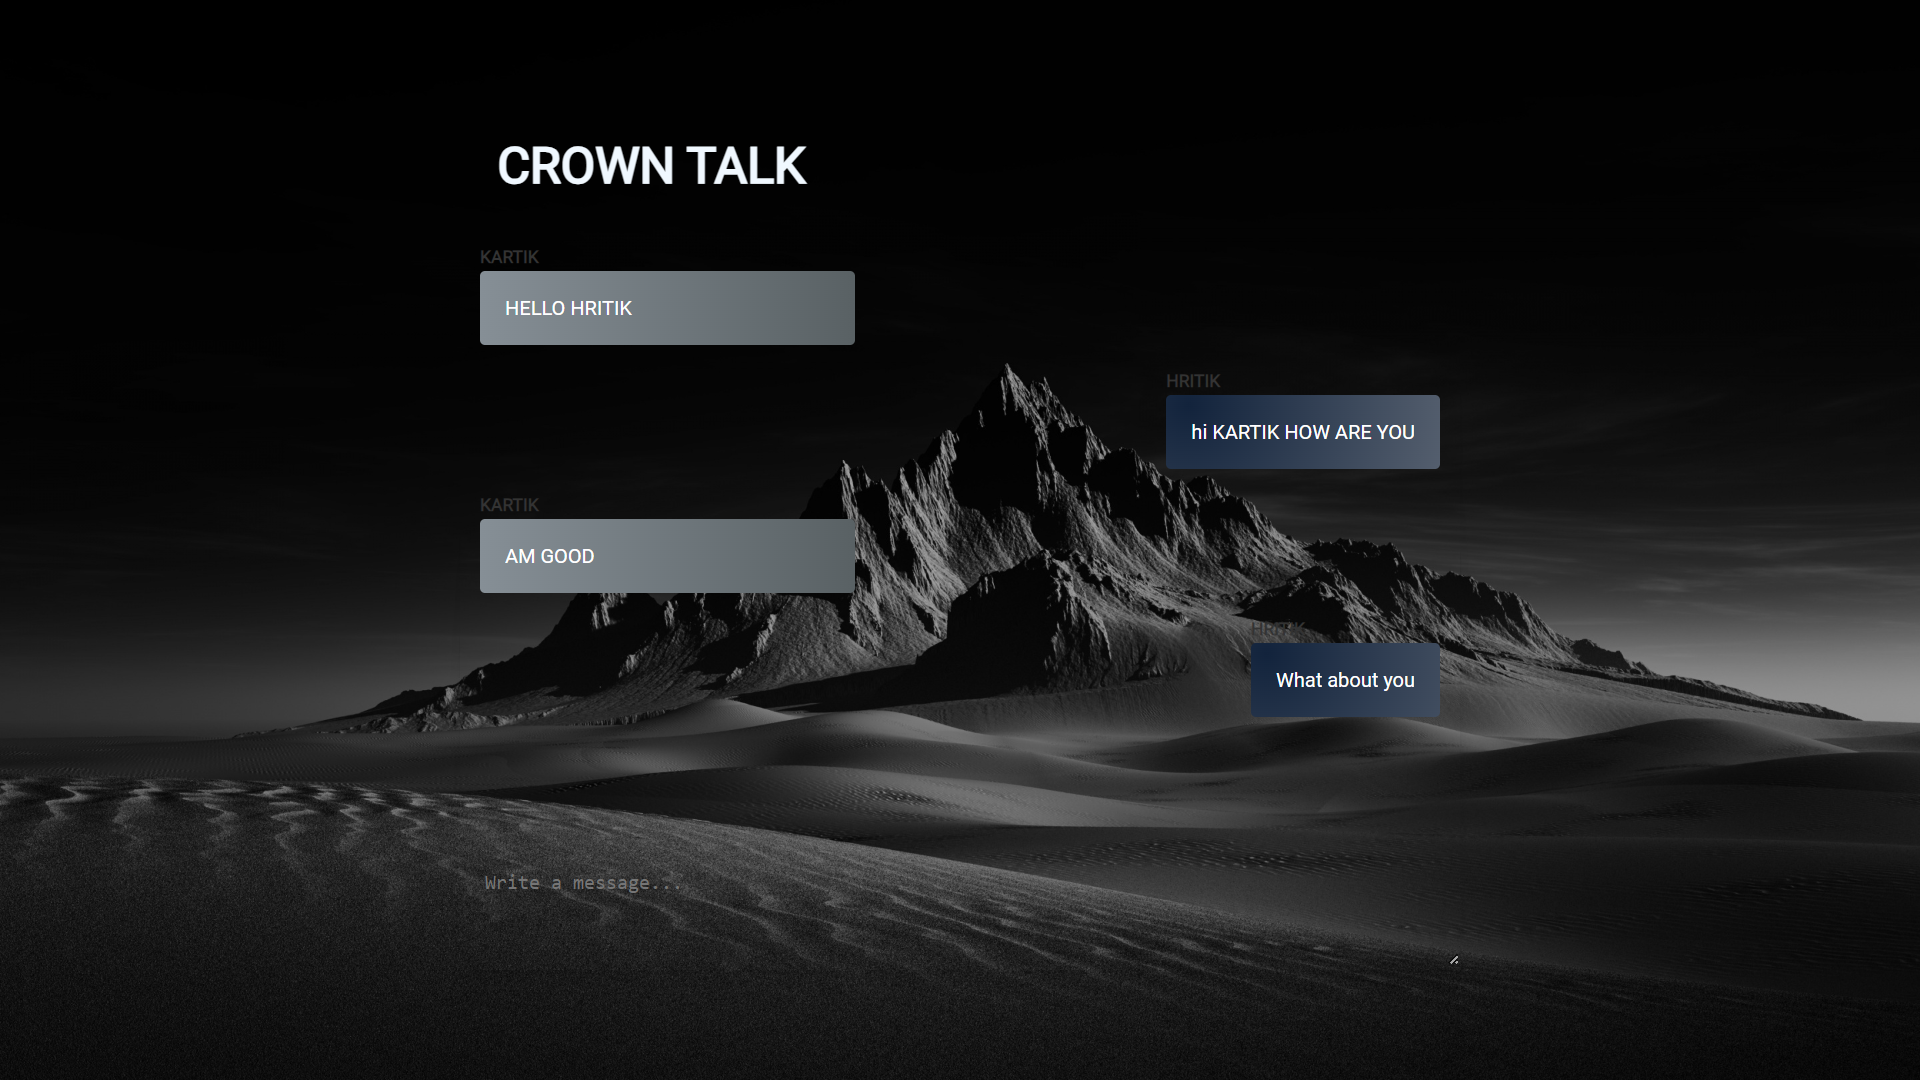 CROWN TALK
KARTIK
HELLO HRITIK
HRITIK
hi KARTIK HOW ARE YOU
KARTIK
AM GOOD
HRITIK
What about you
Write a message...